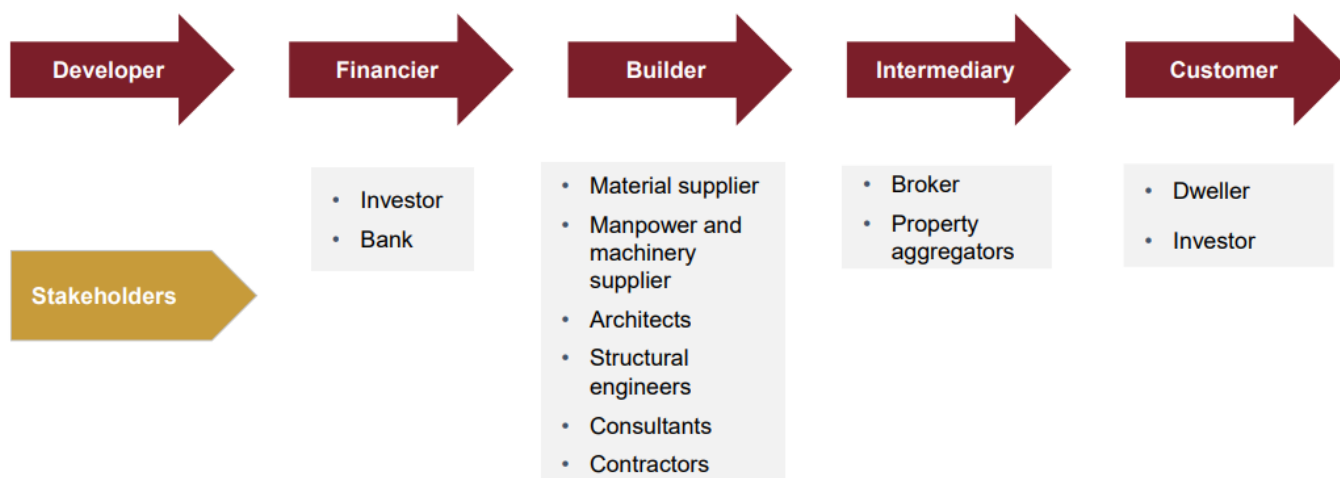 Developer
Financier
Builder
Intermediary
Customer
Stakeholders
• Investor
• Bank
• Material supplier
• Manpower and
machinery
supplier
• Architects
• Structural
engineers
• Consultants
• Contractors
• Broker
• Property
aggregators
• Dweller
• Investor